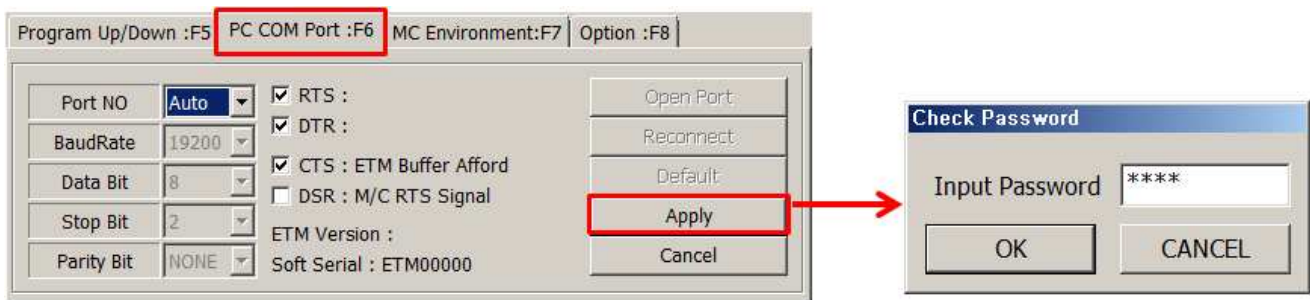 Program Up/Down :F5 PC COM Port :F6 MC Environment:F7 Option :F8
Port NO Auto
BaudRate 19200
Data Bit 8
Stop Bit 2
Parity Bit NONE
RTS :
DTR :
CTS : ETM Buffer Afford
DSR : M/C RTS Signal
ETM Version :
Soft Serial : ETM00000
Open Port
Reconnect
Default
Apply
Cancel
Check Password
Input Password ****
OK CANCEL